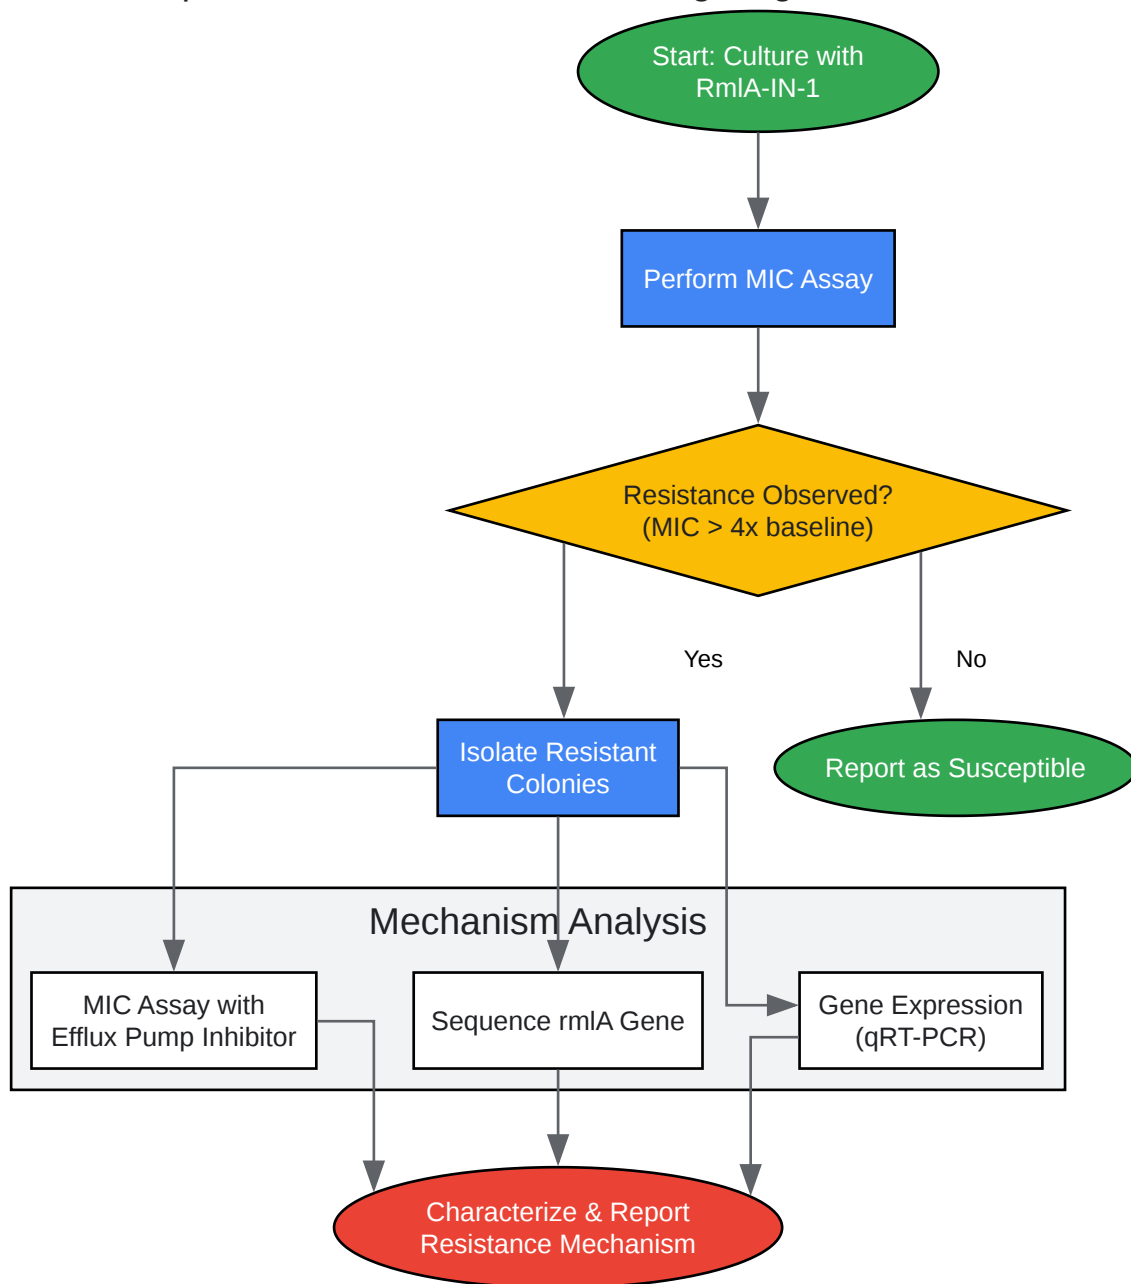 Start: Culture with
RmlA-IN-1
Perform MIC Assay
Resistance Observed?
(MIC > 4x baseline)
Yes
No
Isolate Resistant
Colonies
Report as Susceptible
Mechanism Analysis
MIC Assay with
Efflux Pump Inhibitor
Sequence rmlA Gene
Gene Expression
(qRT-PCR)
Characterize & Report
Resistance Mechanism